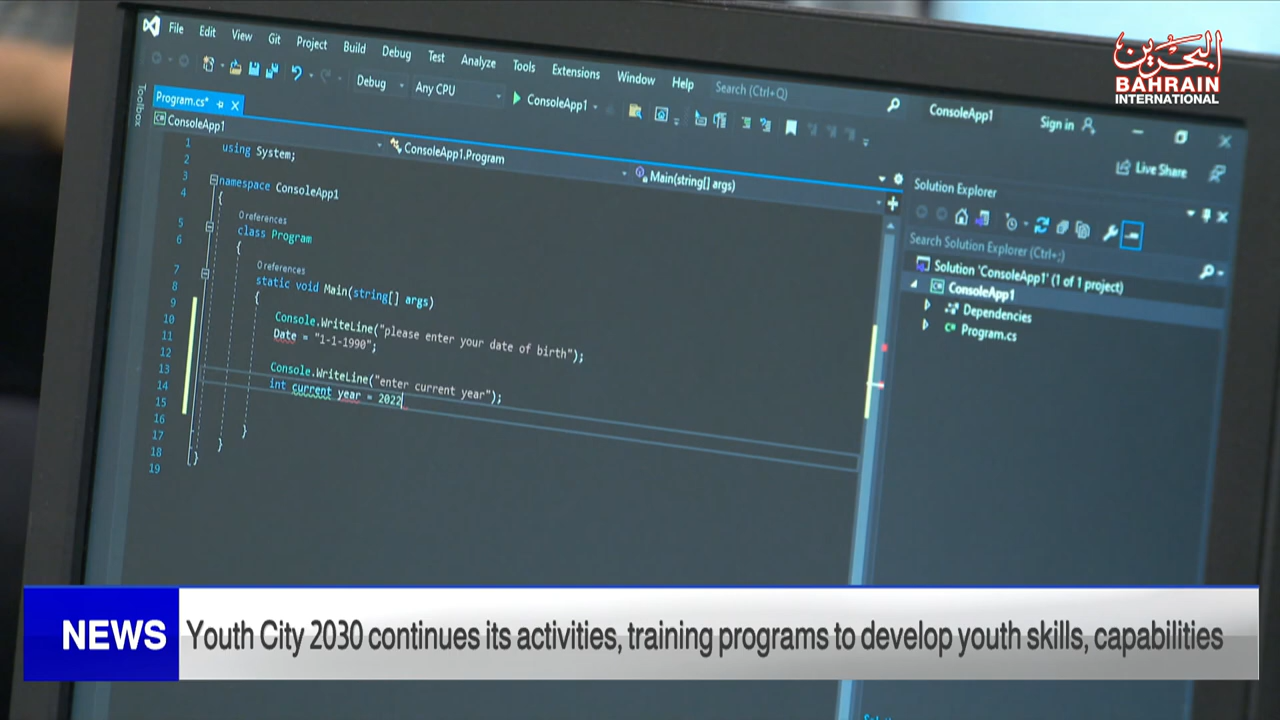 File Edit View Git Project Build Debug Test Analyze Tools Extensions Window Help Search (Ctrl+Q) ConsoleApp1 Sign in
البحرين
BAHRAIN
INTERNATIONAL
Debug Any CPU ConsoleApp1 Live Share
Toolbox
Program.cs*
ConsoleApp1 ConsoleApp1.Program Main(string[] args)
1 using System;
2
3 namespace ConsoleApp1
4 {
0 references
5 class Program
6 {
0 references
7 static void Main(string[] args)
8 {
9
10 Console.WriteLine("please enter your date of birth");
11 Date = "1-1-1990";
12
13 Console.WriteLine("enter current year");
14 int current year = 2022
15
16
17 }
18 }
19 }
Solution Explorer
Search Solution Explorer (Ctrl+;)
Solution 'ConsoleApp1' (1 of 1 project)
ConsoleApp1
Dependencies
Program.cs
NEWS Youth City 2030 continues its activities, training programs to develop youth skills, capabilities